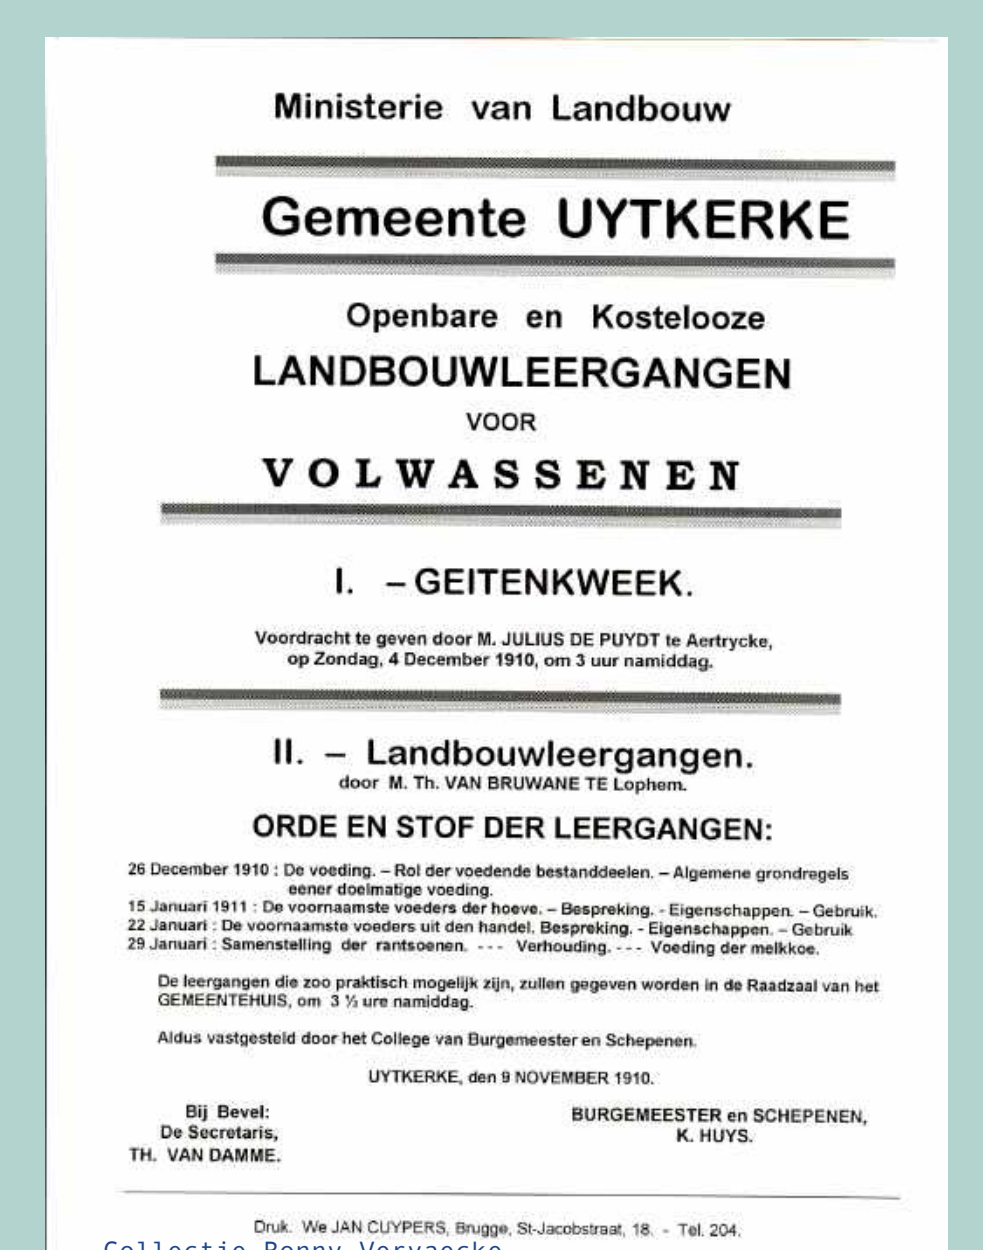 Ministerie van Landbouw
Gemeente UYTKERKE
Openbare en Kostelooze
LANDBOUWLEERGANGEN
VOOR
VOLWASSENEN
I. – GEITENKWEEK.
Voordracht te geven door M. JULIUS DE PUYDT te Aertrycke,
op Zondag, 4 December 1910, om 3 uur namiddag.
II. – Landbouwleergangen.
door M. Th. VAN BRUWANE TE Lophem.
ORDE EN STOF DER LEERGANGEN:
26 December 1910 : De voeding. – Rol der voedende bestanddeelen. – Algemene grondregels
eener doelmatige voeding.
15 Januari 1911 : De voornaamste voeders der hoeve. – Bespreking. - Eigenschappen. – Gebruik.
22 Januari : De voornaamste voeders uit den handel. Bespreking. - Eigenschappen. – Gebruik
29 Januari : Samenstelling der rantsoenen. --- Verhouding. --- Voeding der melkkoe.
De leergangen die zoo praktisch mogelijk zijn, zullen gegeven worden in de Raadzaal van het
GEMEENTEHUIS, om 3 ½ ure namiddag.
Aldus vastgesteld door het College van Burgemeester en Schepenen.
UYTKERKE, den 9 NOVEMBER 1910.
Bij Bevel:
De Secretaris,
TH. VAN DAMME.
BURGEMEESTER en SCHEPENEN,
K. HUYS.
Druk. We JAN CUYPERS, Brugge, St-Jacobstraat, 18. - Tel. 204.
Collectie Ronny Vervaecke